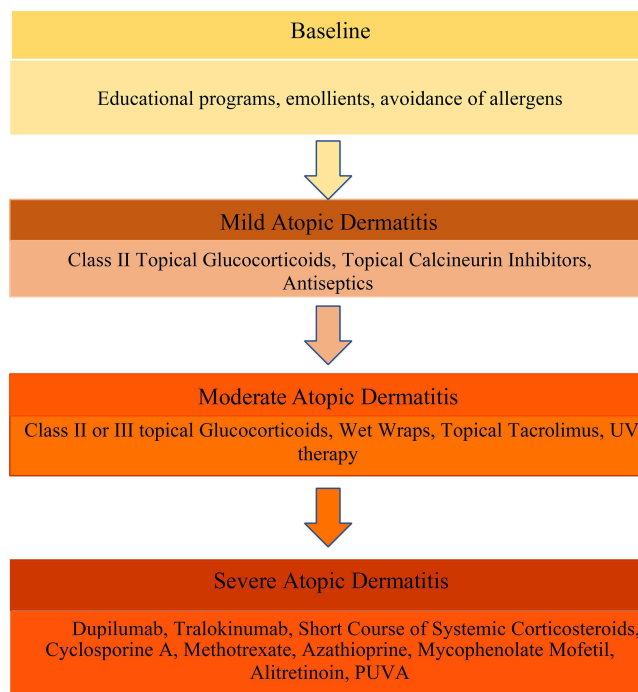 Baseline
Educational programs, emollients, avoidance of allergens
Mild Atopic Dermatitis
Class II Topical Glucocorticoids, Topical Calcineurin Inhibitors,
Antiseptics
Moderate Atopic Dermatitis
Class II or III topical Glucocorticoids, Wet Wraps, Topical Tacrolimus, UV
therapy
Severe Atopic Dermatitis
Dupilumab, Tralokinumab, Short Course of Systemic Corticosteroids,
Cyclosporine A, Methotrexate, Azathioprine, Mycophenolate Mofetil,
Alitretinoin, PUVA